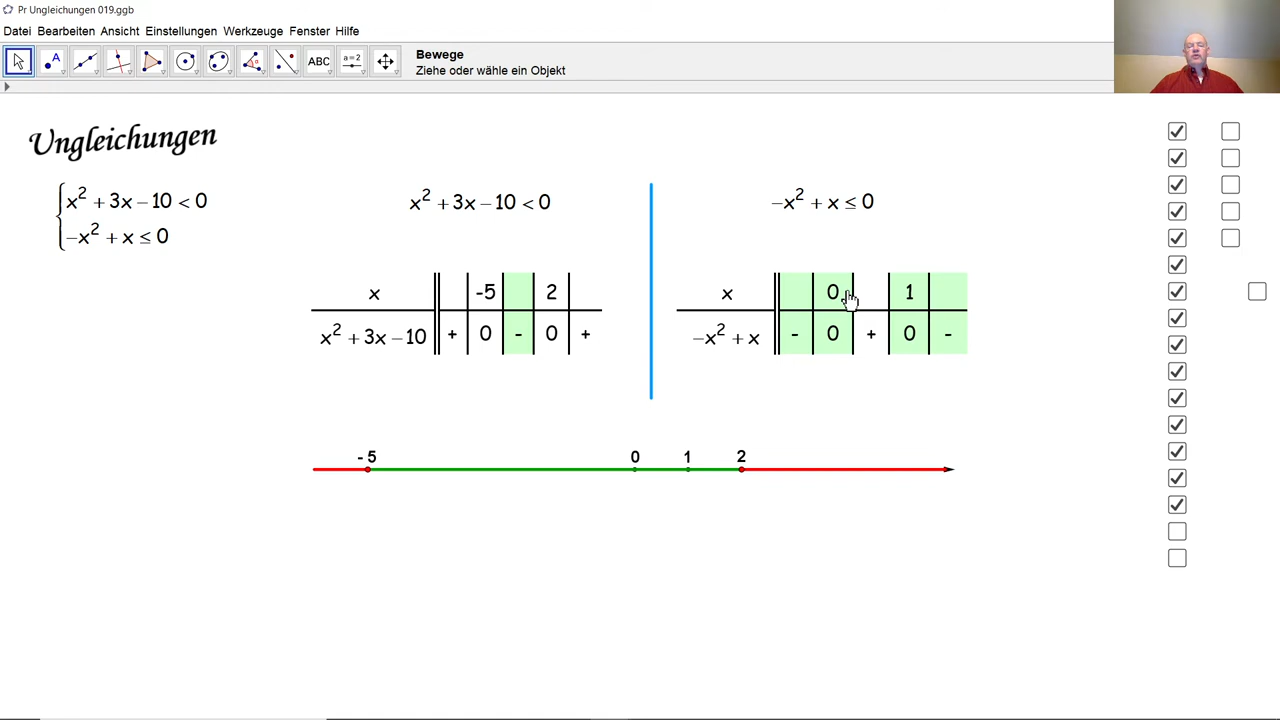 Pr Ungleichungen 019.ggb
Datei Bearbeiten Ansicht Einstellungen Werkzeuge Fenster Hilfe
A ABC a=2
Bewege
Ziehe oder wähle ein Objekt
Ungleichungen
x² + 3x − 10 < 0
−x² + x ≤ 0
x² + 3x − 10 < 0
−x² + x ≤ 0
x -5 2
x² + 3x − 10 + 0 - 0 +
x 0 1
−x² + x - 0 + 0 -
- 5 0 1 2